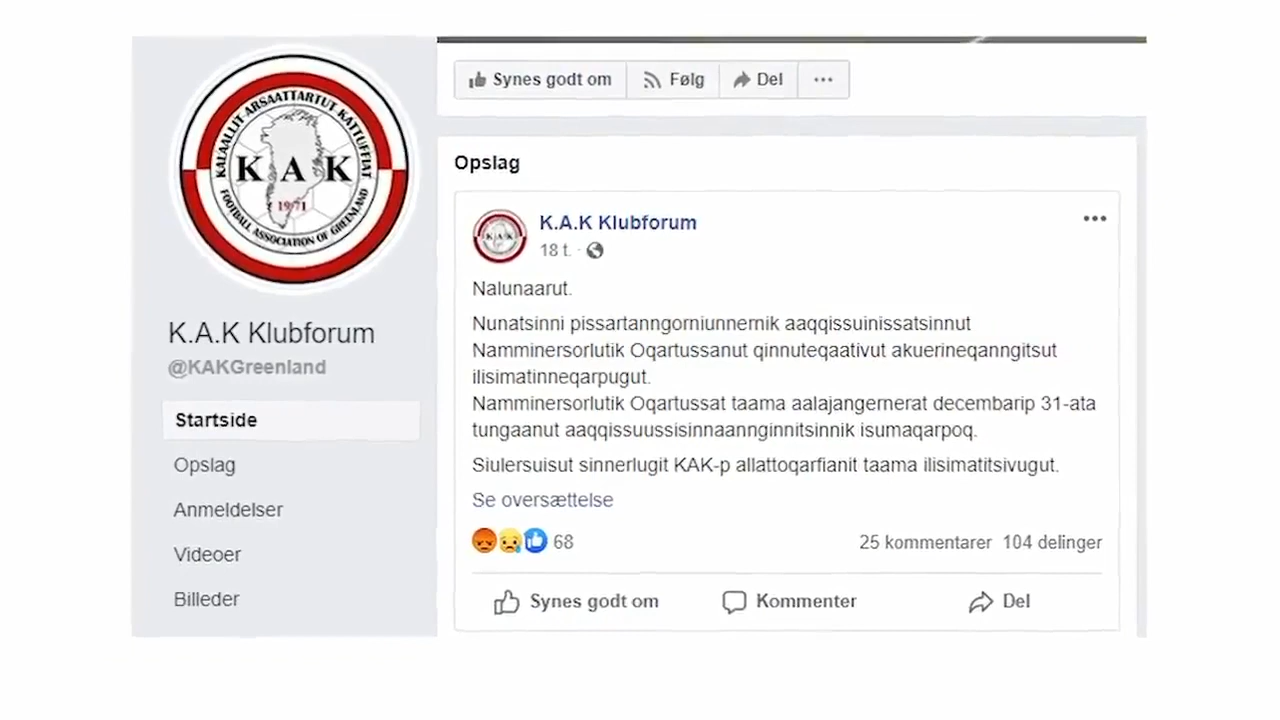 KALAALLIT ARSAATTARTUT KATTUFFIAT
K A K
1971
FOOTBALL ASSOCIATION OF GREENLAND
K.A.K Klubforum
@KAKGreenland
Startside
Opslag
Anmeldelser
Videoer
Billeder
Synes godt om Følg Del
Opslag
K A K
K.A.K Klubforum
18 t.
Nalunaarut.
Nunatsinni pissartanngorniunnernik aaqqissuinissatsinnut
Namminersorlutik Oqartussanut qinnuteqaativut akuerineqanngitsut
ilisimatinneqarpugut.
Namminersorlutik Oqartussat taama aalajangernerat decembarip 31-ata
tungaanut aaqqissuussisinnaannginnitsinnik isumaqarpoq.
Siulersuisut sinnerlugit KAK-p allattoqarfianit taama ilisimatitsivugut.
Se oversættelse
68 25 kommentarer 104 delinger
Synes godt om Kommenter Del